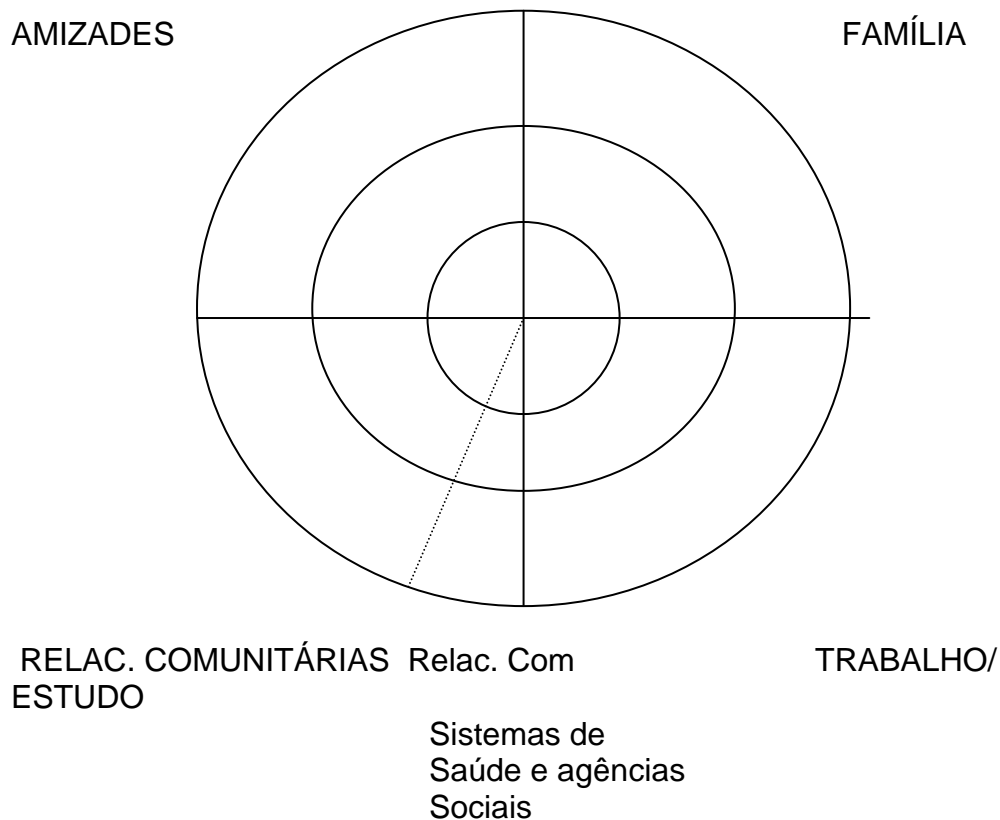 AMIZADES FAMÍLIA
RELAC. COMUNITÁRIAS Relac. Com TRABALHO/
ESTUDO
Sistemas de
Saúde e agências
Sociais